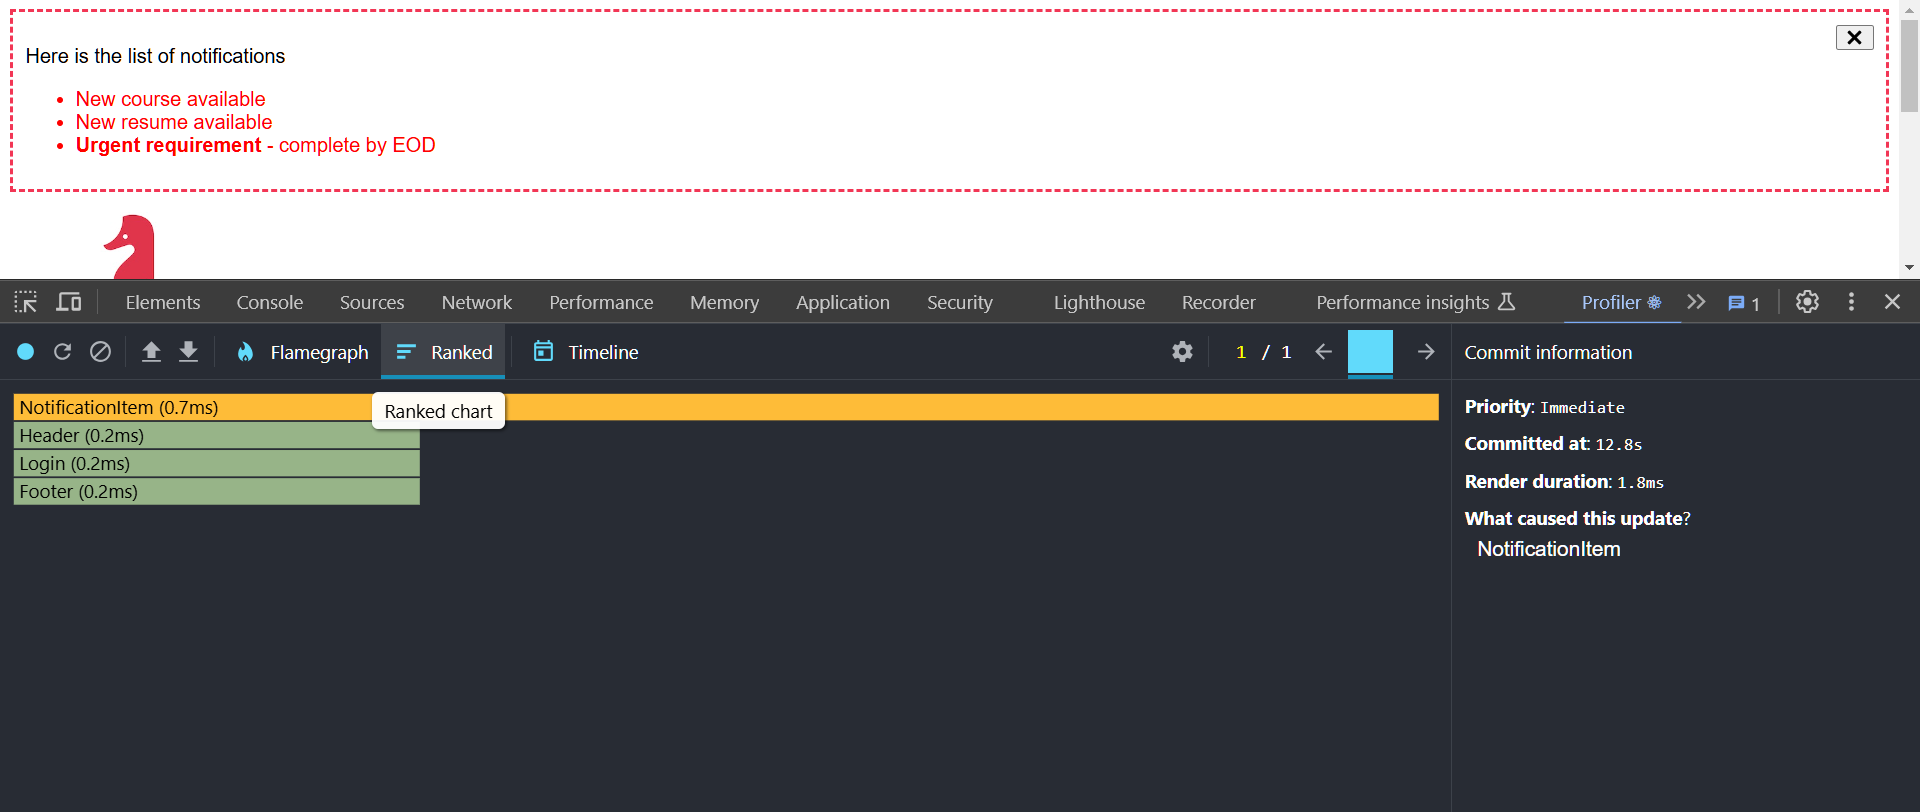 Here is the list of notifications
New course available
New resume available
Urgent requirement - complete by EOD
Elements Console Sources Network Performance Memory Application Security Lighthouse Recorder Performance insights Profiler 1
Flamegraph Ranked Timeline 1 / 1 Commit information
NotificationItem (0.7ms)
Ranked chart
Header (0.2ms)
Login (0.2ms)
Footer (0.2ms)
Priority: Immediate
Committed at: 12.8s
Render duration: 1.8ms
What caused this update?
NotificationItem